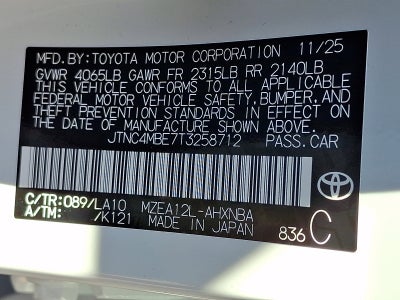 MFD. BY: TOYOTA MOTOR CORPORATION 11/25
GVWR 4065LB GAWR FR 2315LB RR 2140LB
THIS VEHICLE CONFORMS TO ALL APPLICABLE
FEDERAL MOTOR VEHICLE SAFETY, BUMPER, AND
THEFT PREVENTION STANDARDS IN EFFECT ON
THE DATE OF MANUFACTURE SHOWN ABOVE.
JTNC4MBE7T3258712 PASS.CAR
C/TR:089/LA10 MZEA12L-AHXNBA
A/TM: /K121 MADE IN JAPAN 836 C